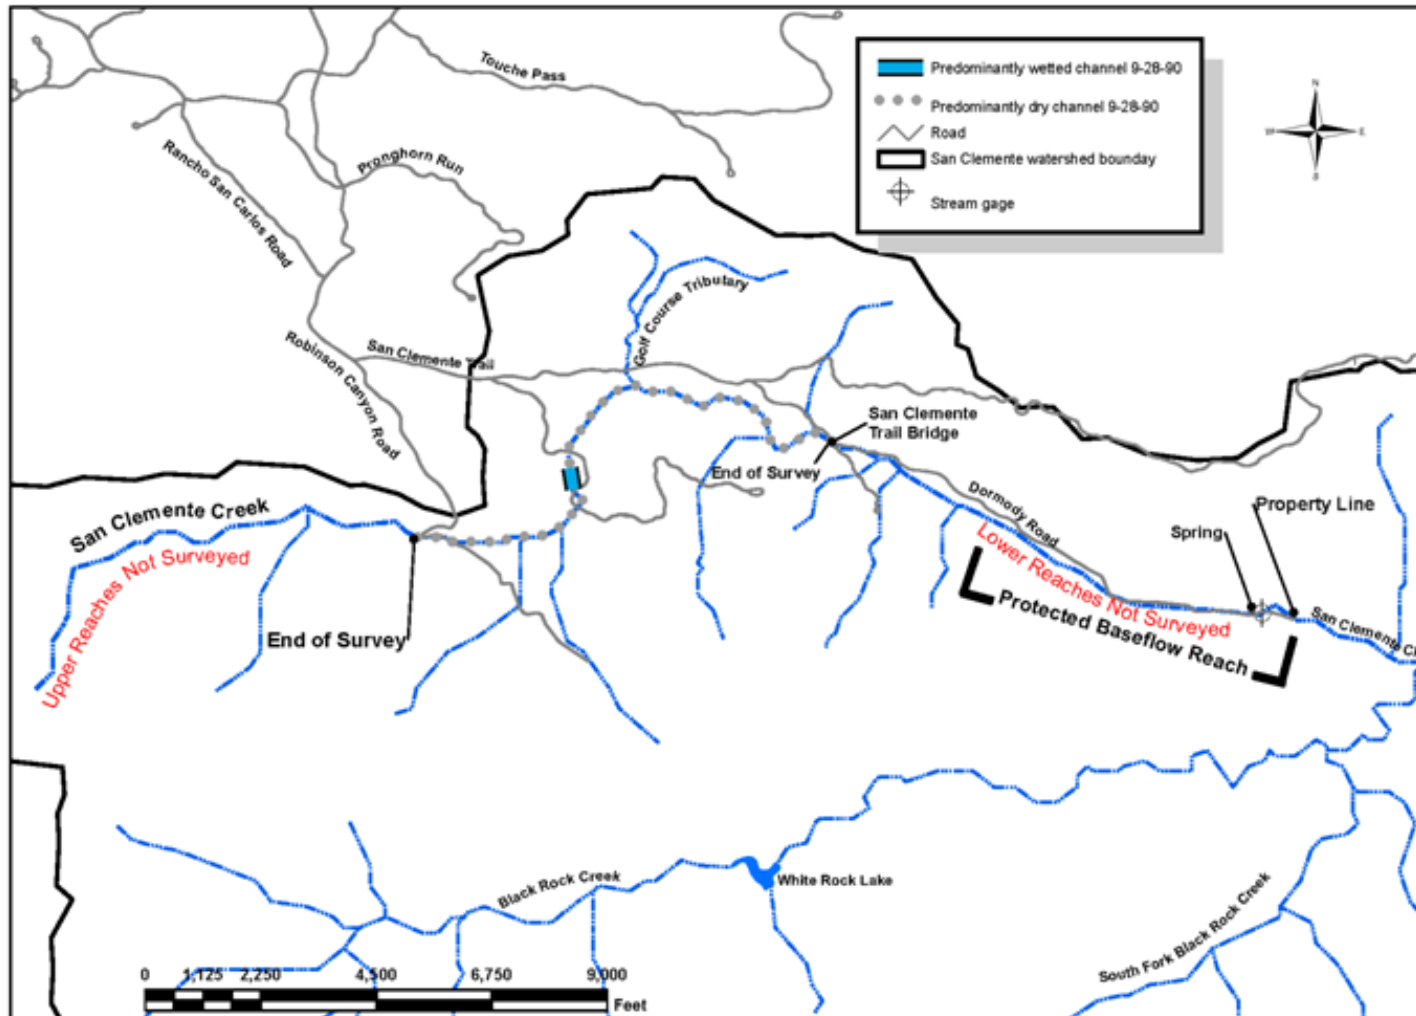 Touche Pass
Predominantly wetted channel 9-28-90
Predominantly dry channel 9-28-90
Road
San Clemente watershed bounday
Stream gage
N
W
E
S
Pronghorn Run
Rancho San Carlos Road
Golf Course Tributary
Robinson Canyon Road
San Clemente Trail
San Clemente
Trail Bridge
End of Survey
Dormody Road
Property Line
Spring
San Clemente Creek
Upper Reaches Not Surveyed
Lower Reaches Not Surveyed
Protected Baseflow Reach
San Clemente C
End of Survey
White Rock Lake
Black Rock Creek
South Fork Black Rock Creek
0 1,125 2,250 4,500 6,750 9,000
Feet